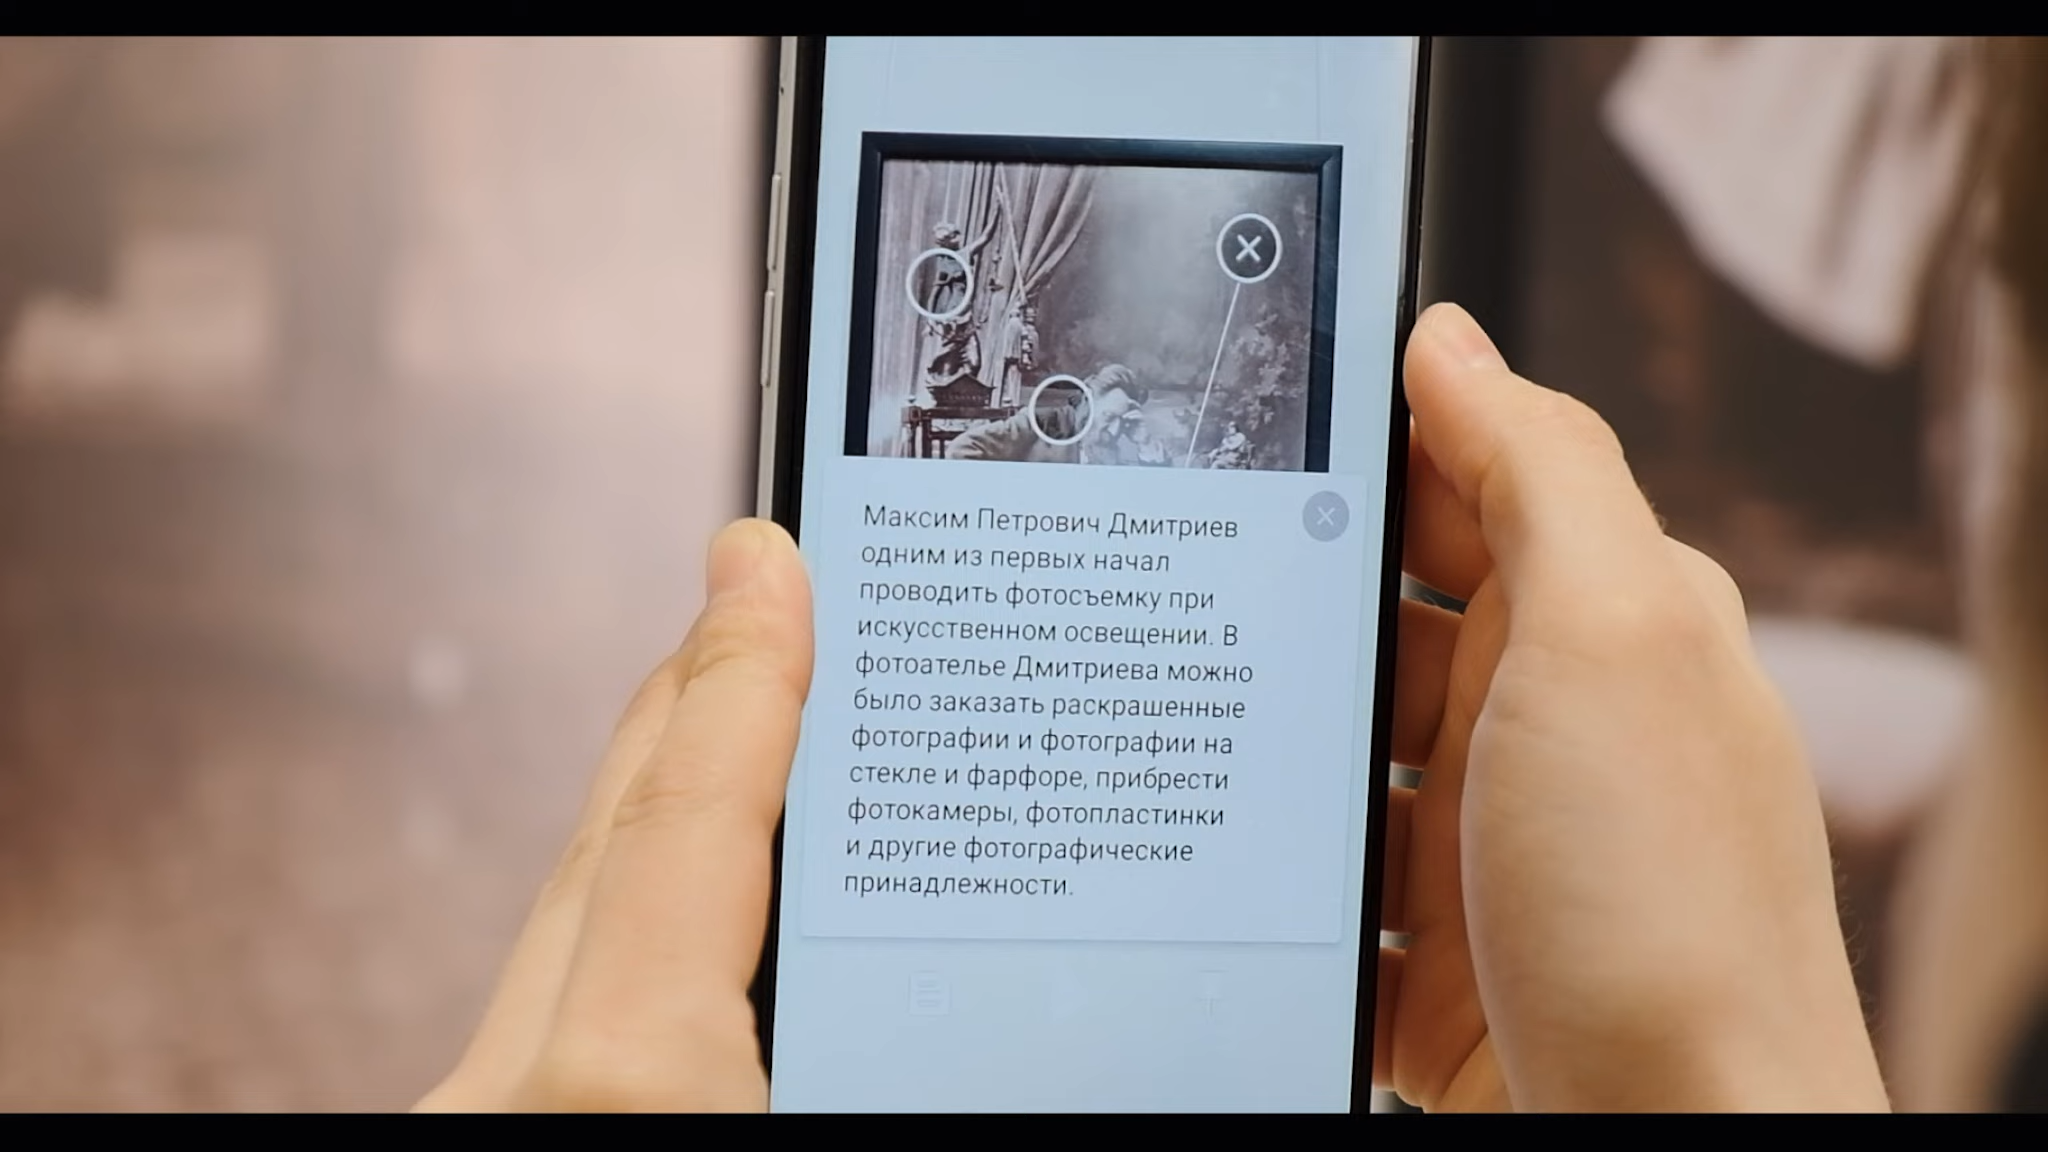 Максим Петрович Дмитриев
одним из первых начал
проводить фотосъемку при
искусственном освещении. В
фотоателье Дмитриева можно
было заказать раскрашенные
фотографии и фотографии на
стекле и фарфоре, прибрести
фотокамеры, фотопластинки
и другие фотографические
принадлежности.